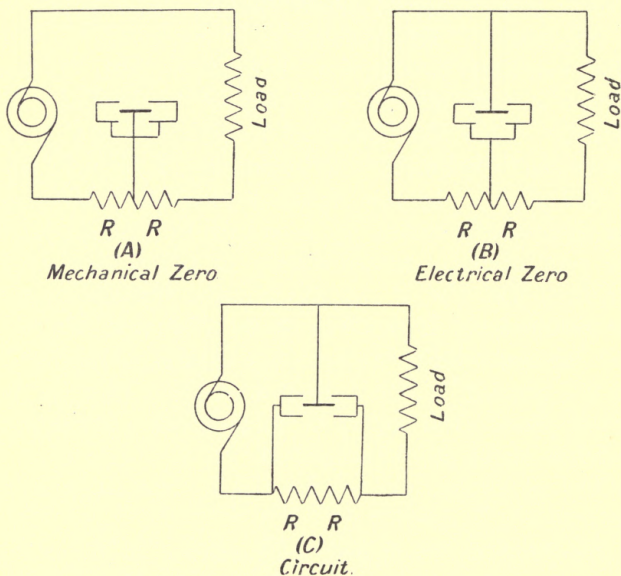 Load
R R
(A)
Mechanical Zero
Load
R R
(B)
Electrical Zero
Load
R R
(C)
Circuit.